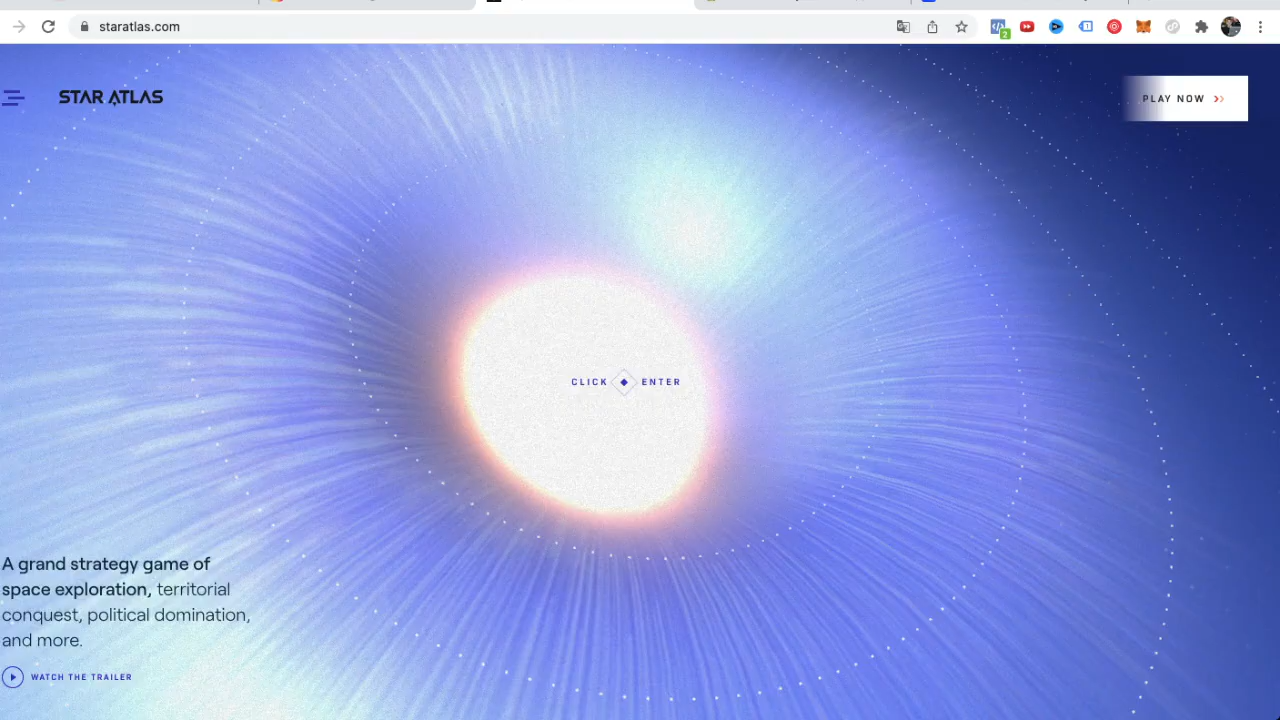 staratlas.com
2
STAR ATLAS
PLAY NOW
CLICK ENTER
A grand strategy game of
space exploration, territorial
conquest, political domination,
and more.
WATCH THE TRAILER